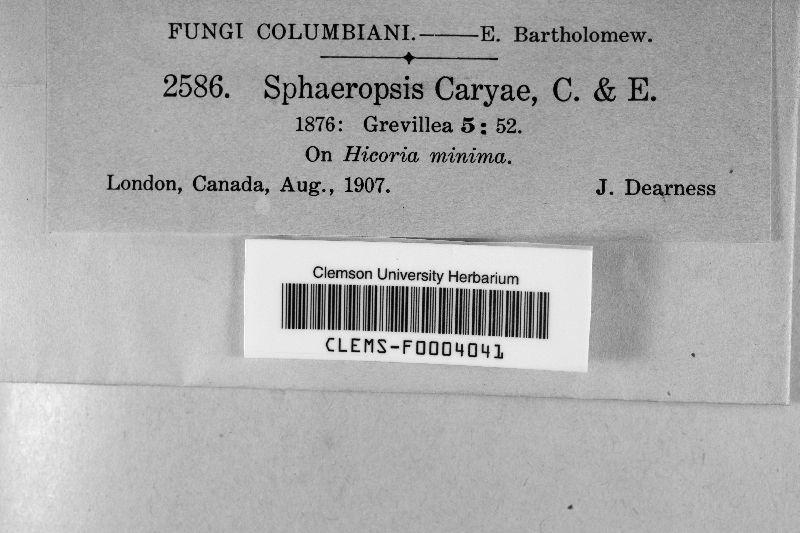 FUNGI COLUMBIANI.——E. Bartholomew.
2586. Sphaeropsis Caryae, C. & E.
1876: Grevillea 5: 52.
On Hicoria minima.
London, Canada, Aug., 1907. J. Dearness
Clemson University Herbarium
CLEMS-F0004041